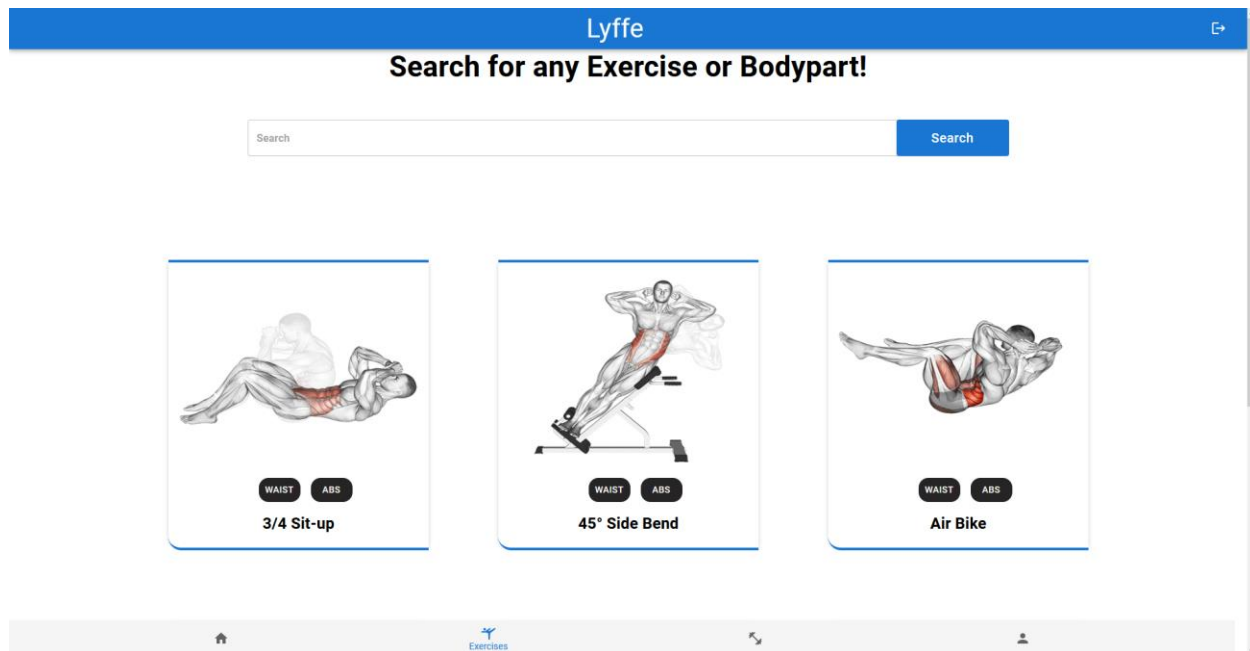 Lyffe
Search for any Exercise or Bodypart!
Search
Search
WAIST ABS
3/4 Sit-up
WAIST ABS
45° Side Bend
WAIST ABS
Air Bike
Exercises